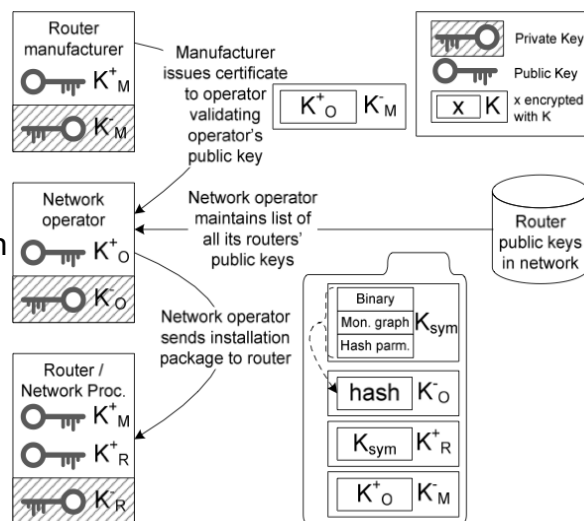 Router
manufacturer
K⁺M
K⁻M
Manufacturer
issues certificate
to operator
validating
operator's
public key
K⁺O K⁻M
Private Key
Public Key
x K x encrypted
with K
Network
operator
K⁺O
K⁻O
Network operator
maintains list of
all its routers'
public keys
Router
public keys
in network
Network operator
sends installation
package to router
Router /
Network Proc.
K⁺M
K⁺R
K⁻R
Binary
Mon. graph
Hash parm.
Ksym
hash K⁻O
Ksym K⁺R
K⁺O K⁻M